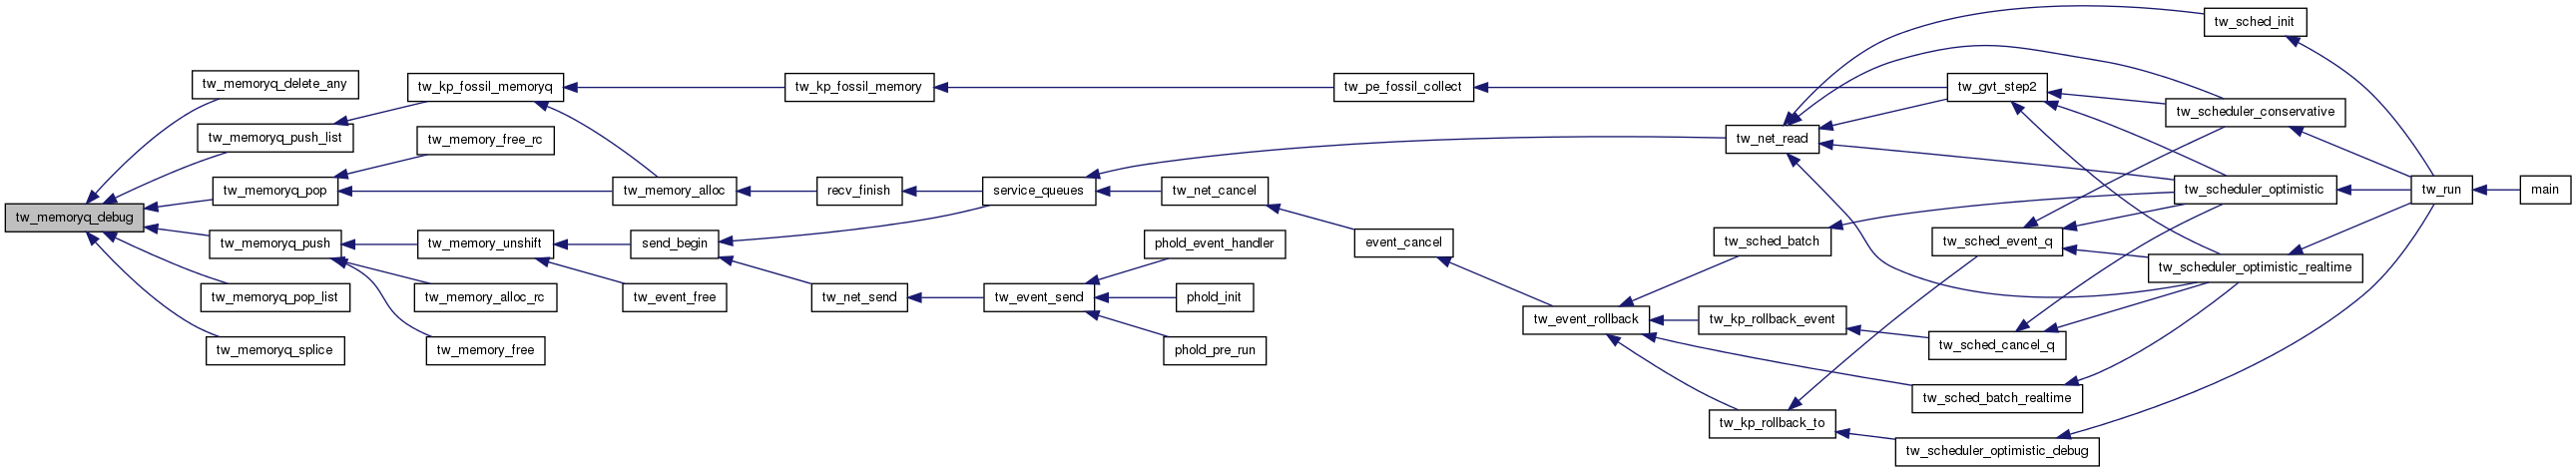 tw_memoryq_debug
tw_memoryq_delete_any
tw_memoryq_push_list
tw_memoryq_pop
tw_memoryq_push
tw_memoryq_pop_list
tw_memoryq_splice
tw_kp_fossil_memoryq
tw_memory_free_rc
tw_memory_unshift
tw_memory_alloc_rc
tw_memory_free
tw_memory_alloc
send_begin
tw_event_free
tw_kp_fossil_memory
recv_finish
tw_net_send
service_queues
tw_event_send
tw_net_cancel
phold_event_handler
phold_init
phold_pre_run
tw_pe_fossil_collect
event_cancel
tw_event_rollback
tw_net_read
tw_sched_batch
tw_kp_rollback_event
tw_kp_rollback_to
tw_gvt_step2
tw_sched_event_q
tw_sched_cancel_q
tw_sched_batch_realtime
tw_scheduler_optimistic_debug
tw_sched_init
tw_scheduler_conservative
tw_scheduler_optimistic
tw_scheduler_optimistic_realtime
tw_run
main